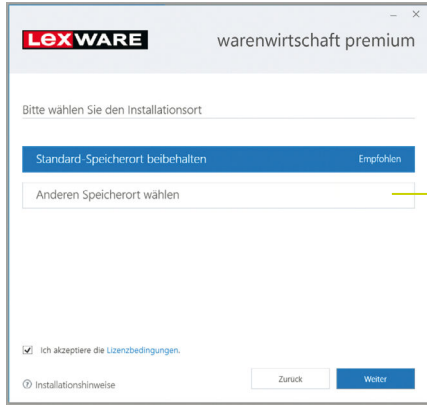 LEXWARE
warenwirtschaft premium
Bitte wählen Sie den Installationsort
Standard-Speicherort beibehalten Empfohlen
Anderen Speicherort wählen
Ich akzeptiere die Lizenzbedingungen.
Installationshinweise Zurück Weiter